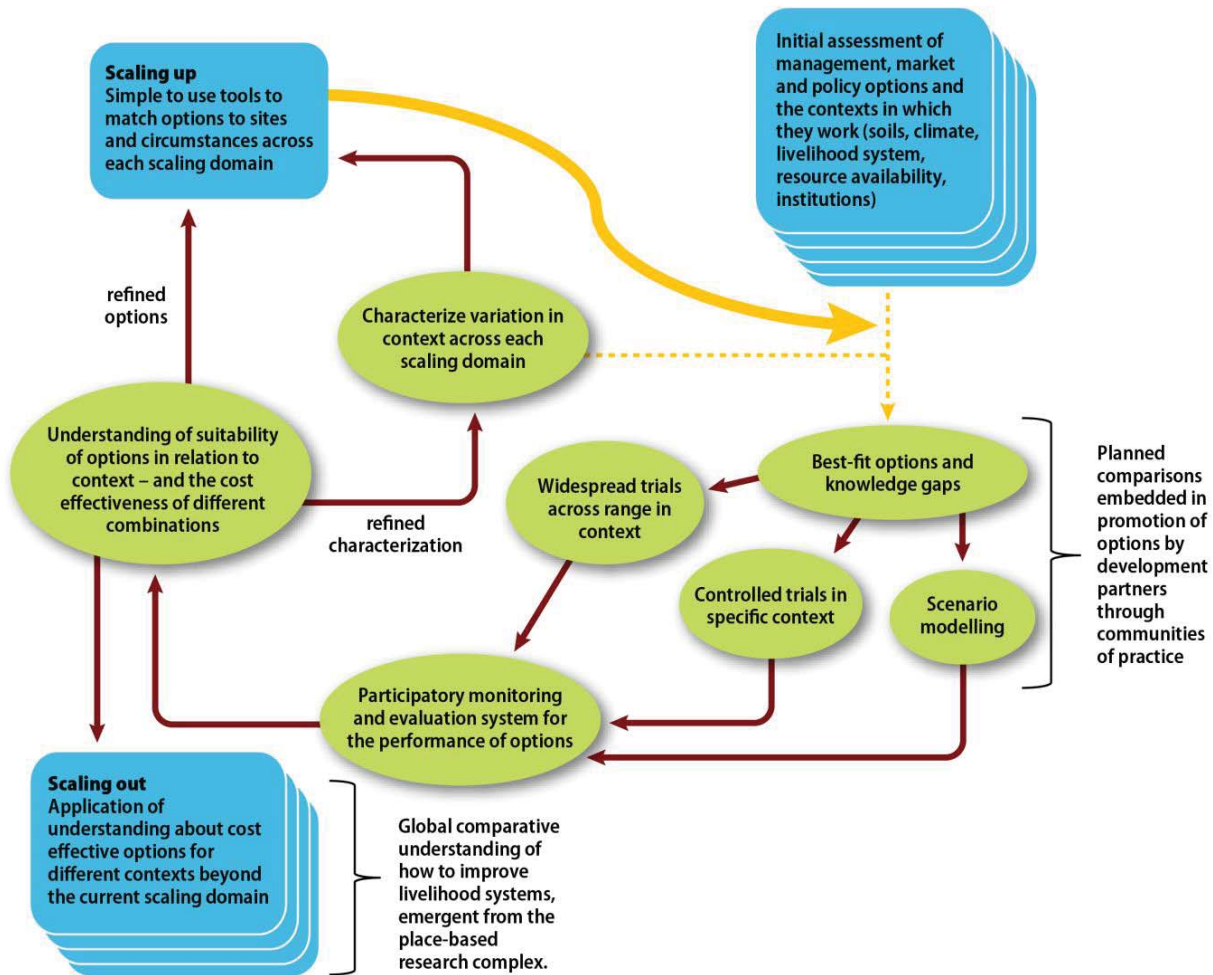 Scaling up
Simple to use tools to
match options to sites
and circumstances across
each scaling domain
Initial assessment of
management, market
and policy options and
the contexts in which
they work (soils, climate,
livelihood system,
resource availability,
institutions)
refined
options
Characterize variation in
context across each
scaling domain
Understanding of suitability
of options in relation to
context – and the cost
effectiveness of different
combinations
refined
characterization
Widespread trials
across range in
context
Best-fit options and
knowledge gaps
Controlled trials in
specific context
Scenario
modelling
Planned
comparisons
embedded in
promotion of
options by
development
partners
through
communities
of practice
Participatory monitoring
and evaluation system for
the performance of options
Scaling out
Application of
understanding about cost
effective options for
different contexts beyond
the current scaling domain
Global comparative
understanding of
how to improve
livelihood systems,
emergent from the
place-based
research complex.